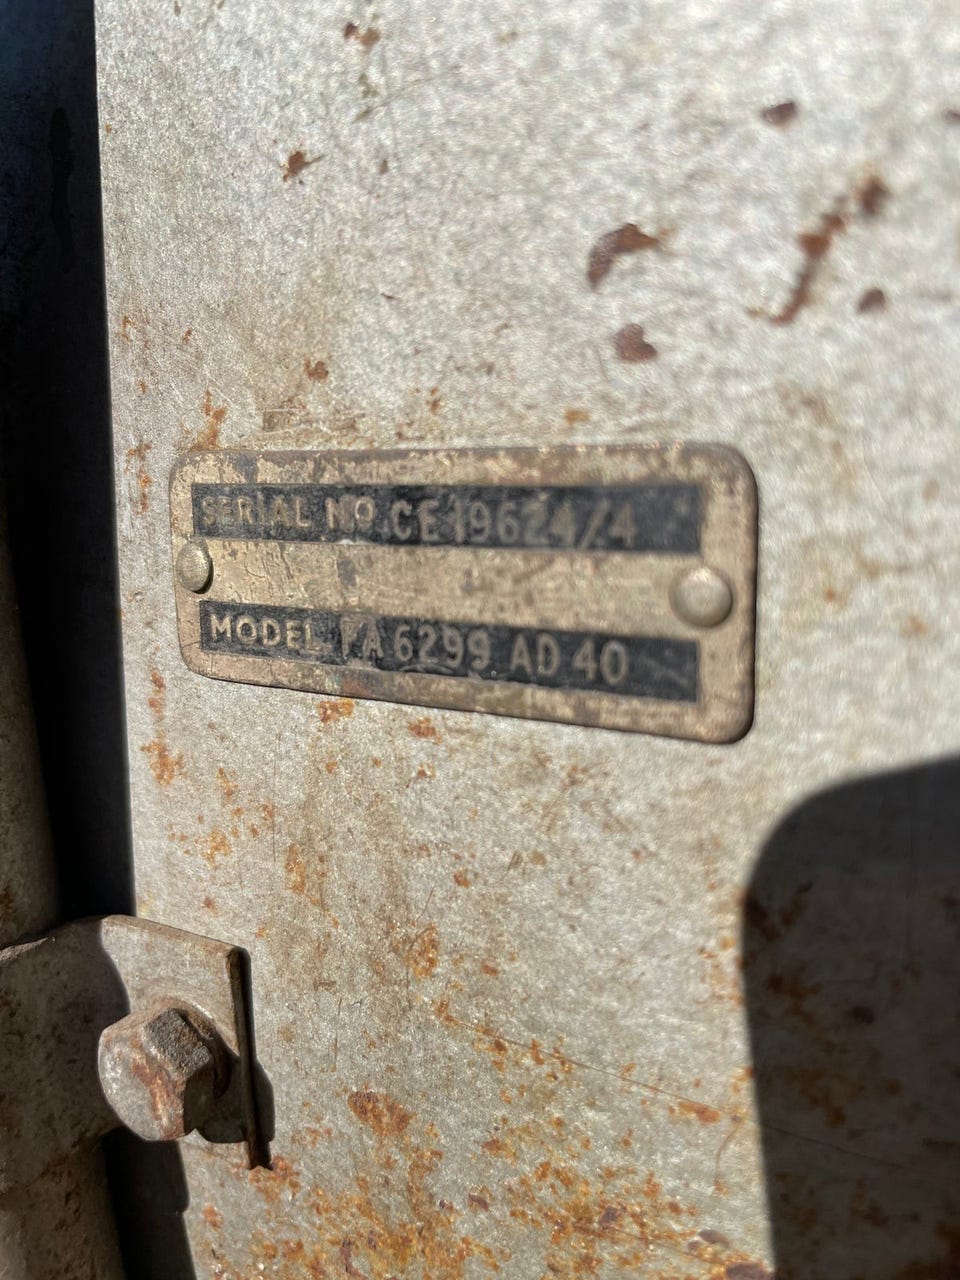 SERIAL NO. CE 19624/4
MODEL FA 6299 AD 40